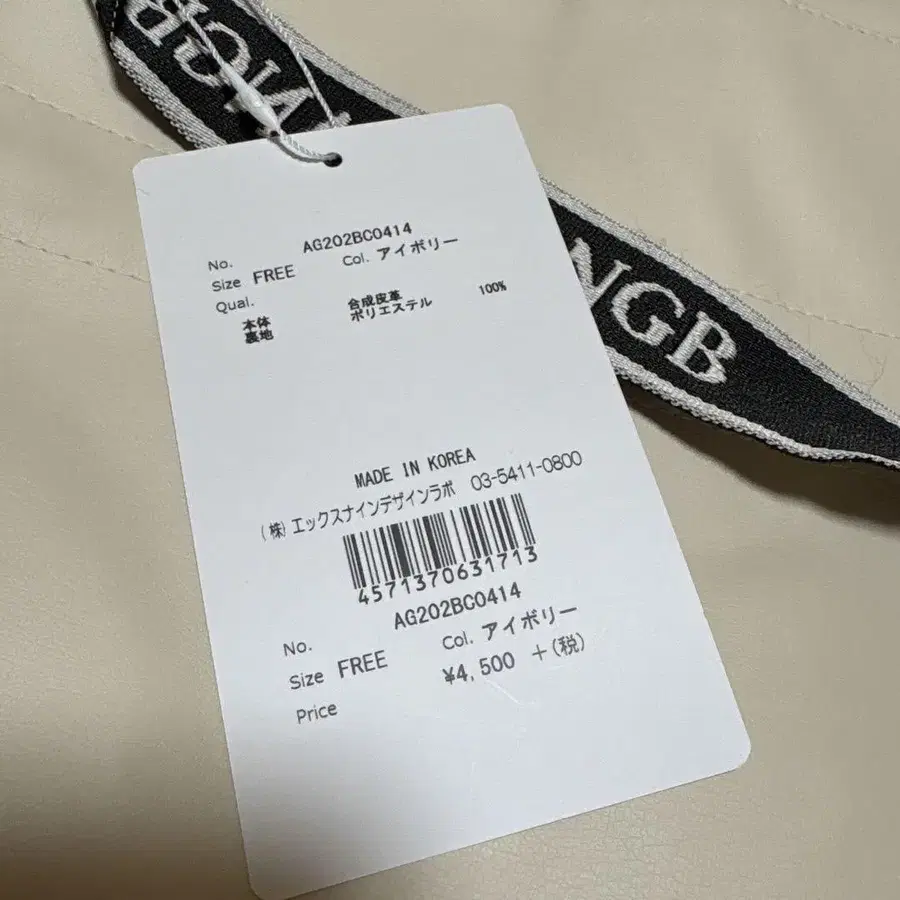 NGB
No. AG202BC0414
Size FREE Col. アイボリー
Qual.
本体 合成皮革 100%
裏地 ポリエステル
MADE IN KOREA
(株)エックスナインデザインラボ 03-5411-0800
4571370631713
No. AG202BC0414
Size FREE Col. アイボリー
Price ¥4,500 +(税)